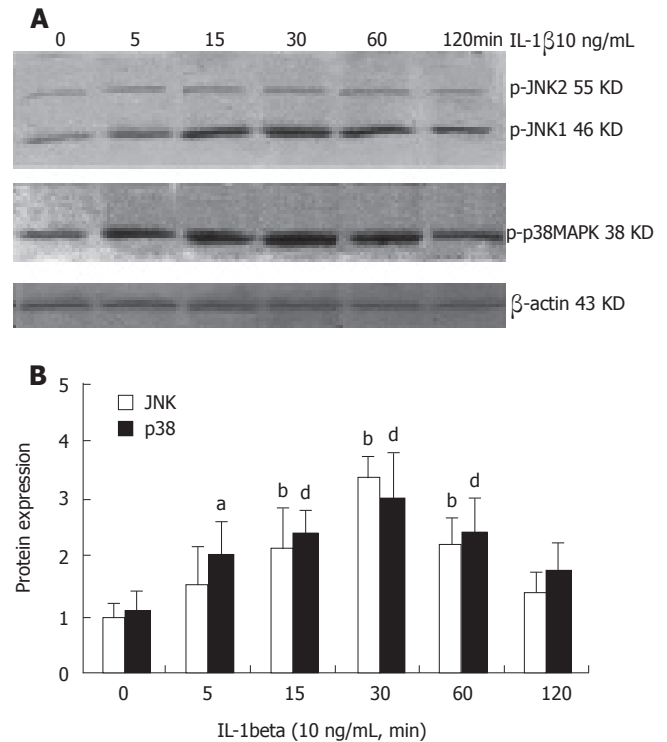 A
0 5 15 30 60 120min IL-1β10 ng/mL
p-JNK2 55 KD
p-JNK1 46 KD
p-p38MAPK 38 KD
β-actin 43 KD
B
5
4
3
2
1
0
Protein expression
JNK
p38
a
b d
b d
b d
0 5 15 30 60 120
IL-1beta (10 ng/mL, min)